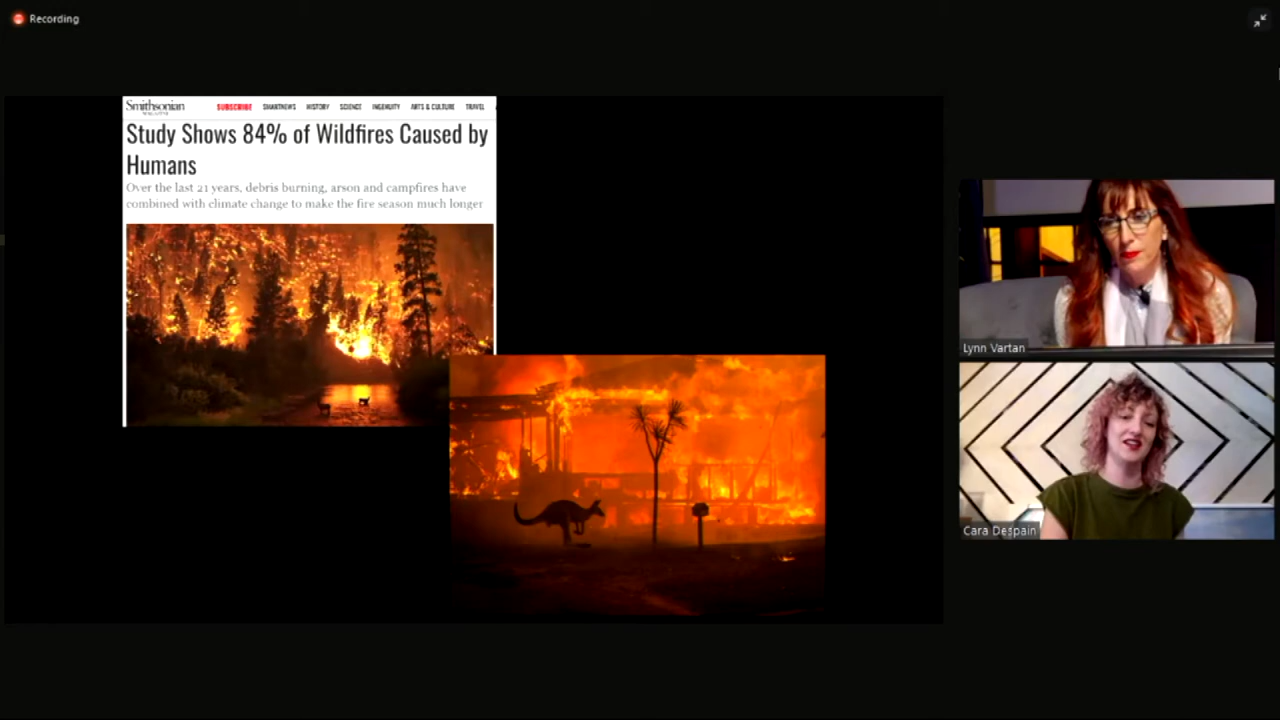 Recording
Smithsonian
MAGAZINE
SUBSCRIBE SMARTNEWS HISTORY SCIENCE INGENUITY ARTS & CULTURE TRAVEL
Study Shows 84% of Wildfires Caused by
Humans
Over the last 21 years, debris burning, arson and campfires have
combined with climate change to make the fire season much longer
Lynn Vartan
Cara Despain